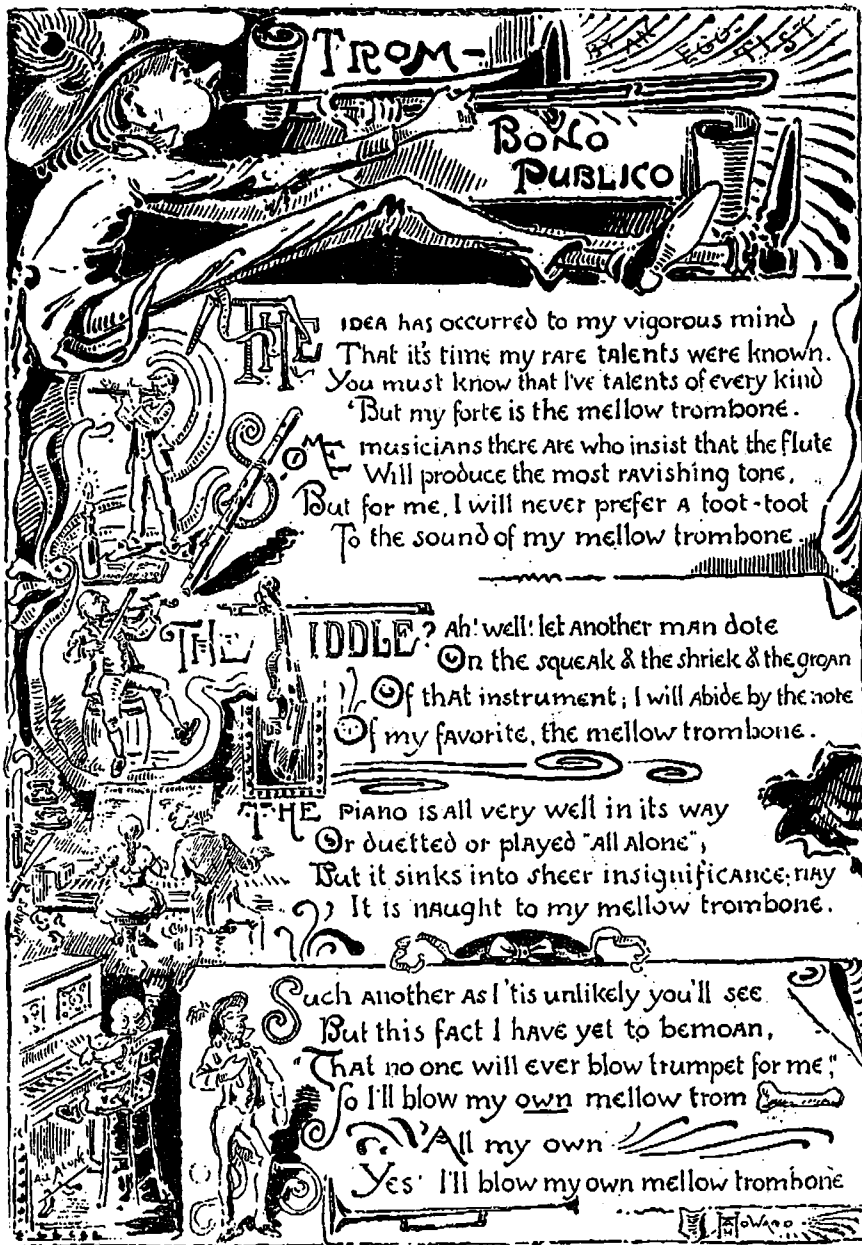 TROM-
BY AN EGO-TIST
BONO
PUBLICO
THE IDEA has occurred to my vigorous mind,
That it's time my rare talents were known.
You must know that I've talents of every kind
But my forte is the mellow trombone.
SOME musicians there are who insist that the flute
Will produce the most ravishing tone,
But for me, I will never prefer a toot-toot
To the sound of my mellow trombone.
THE FIDDLE? Ah! well! let another man dote
On the squeak & the shriek & the groan
Of that instrument; I will abide by the note
Of my favorite, the mellow trombone.
THE PIANO is all very well in its way
Or duetted or played "All Alone",
But it sinks into sheer insignificance; nay
It is naught to my mellow trombone.
Such another as I 'tis unlikely you'll see
But this fact I have yet to bemoan,
"That no one will ever blow trumpet for me;"
So I'll blow my own mellow trom
All my own
Yes I'll blow my own mellow trombone
ALL ALONE
HOWARD